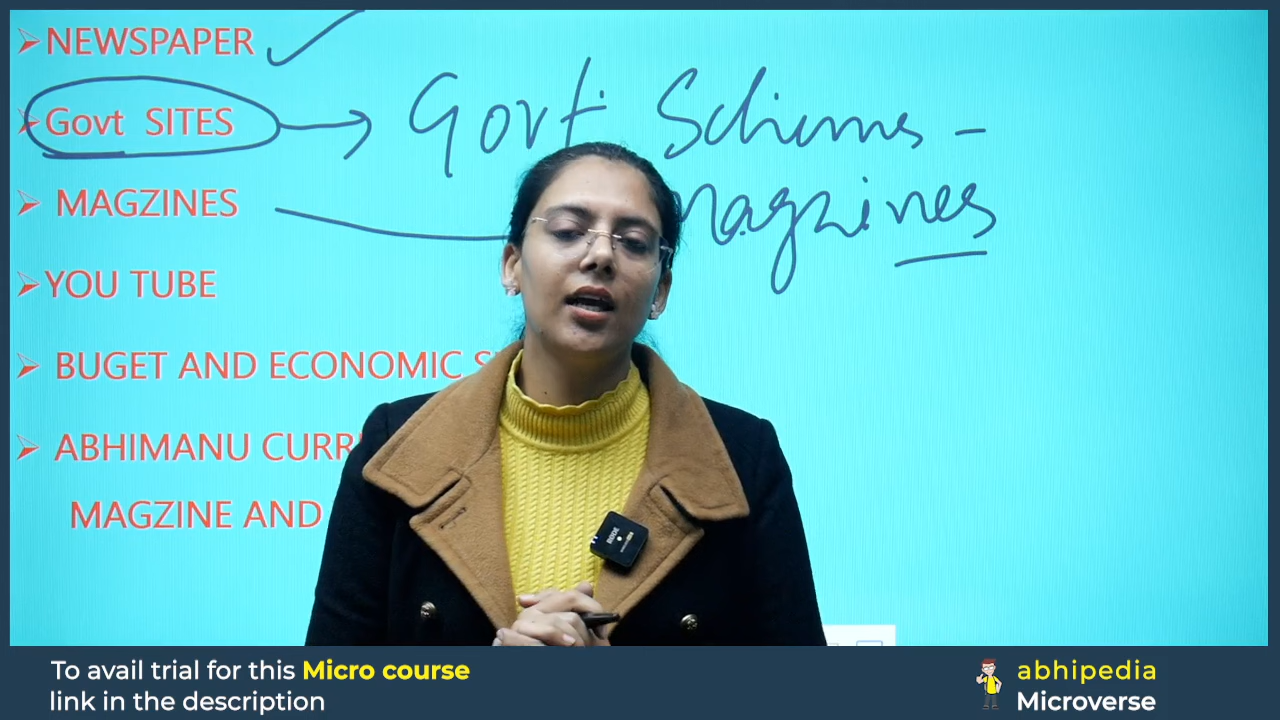 ➢NEWSPAPER
➢Govt SITES → Govt Schemes -
➢ MAGZINES magzines
➢YOU TUBE
➢ BUGET AND ECONOMIC S
➢ ABHIMANU CURR
MAGZINE AND
To avail trial for this Micro course
link in the description
abhipedia
Microverse